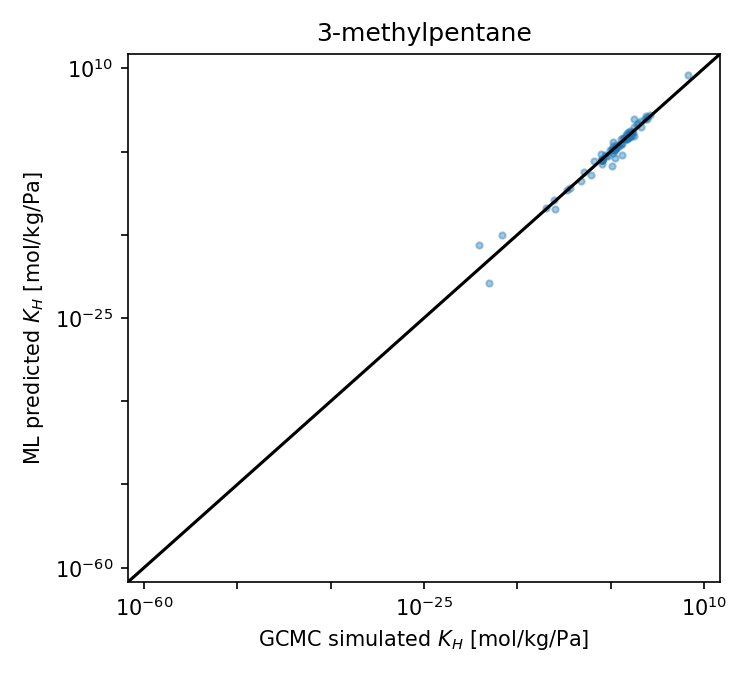 3-methylpentane
10^10
10^−25
10^−60
ML predicted K_H [mol/kg/Pa]
10^−60 10^−25 10^10
GCMC simulated K_H [mol/kg/Pa]